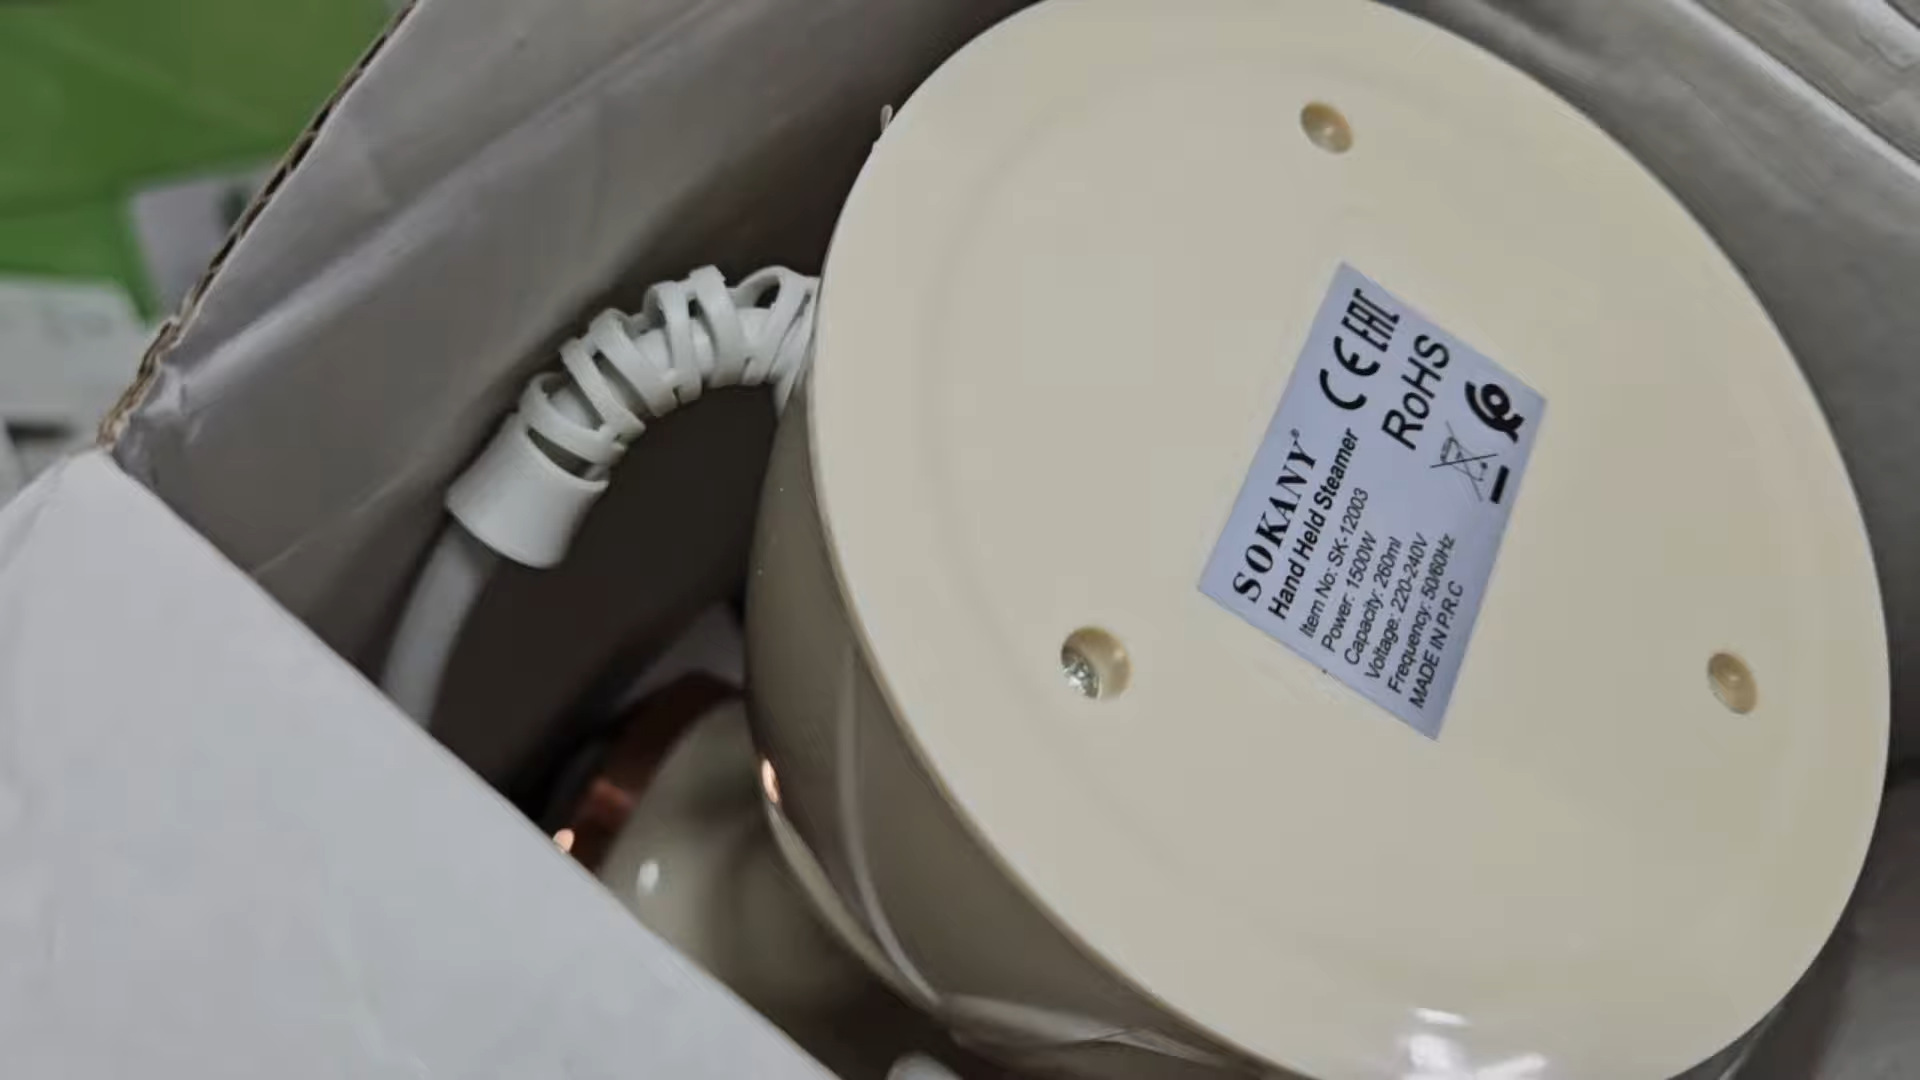 SOKANY®
Hand Held Steamer
Item No: SK-12003
Power: 1500W
Capacity: 260ml
Voltage: 220-240V
Frequency: 50/60Hz
MADE IN P.R.C
CE EAC
RoHS